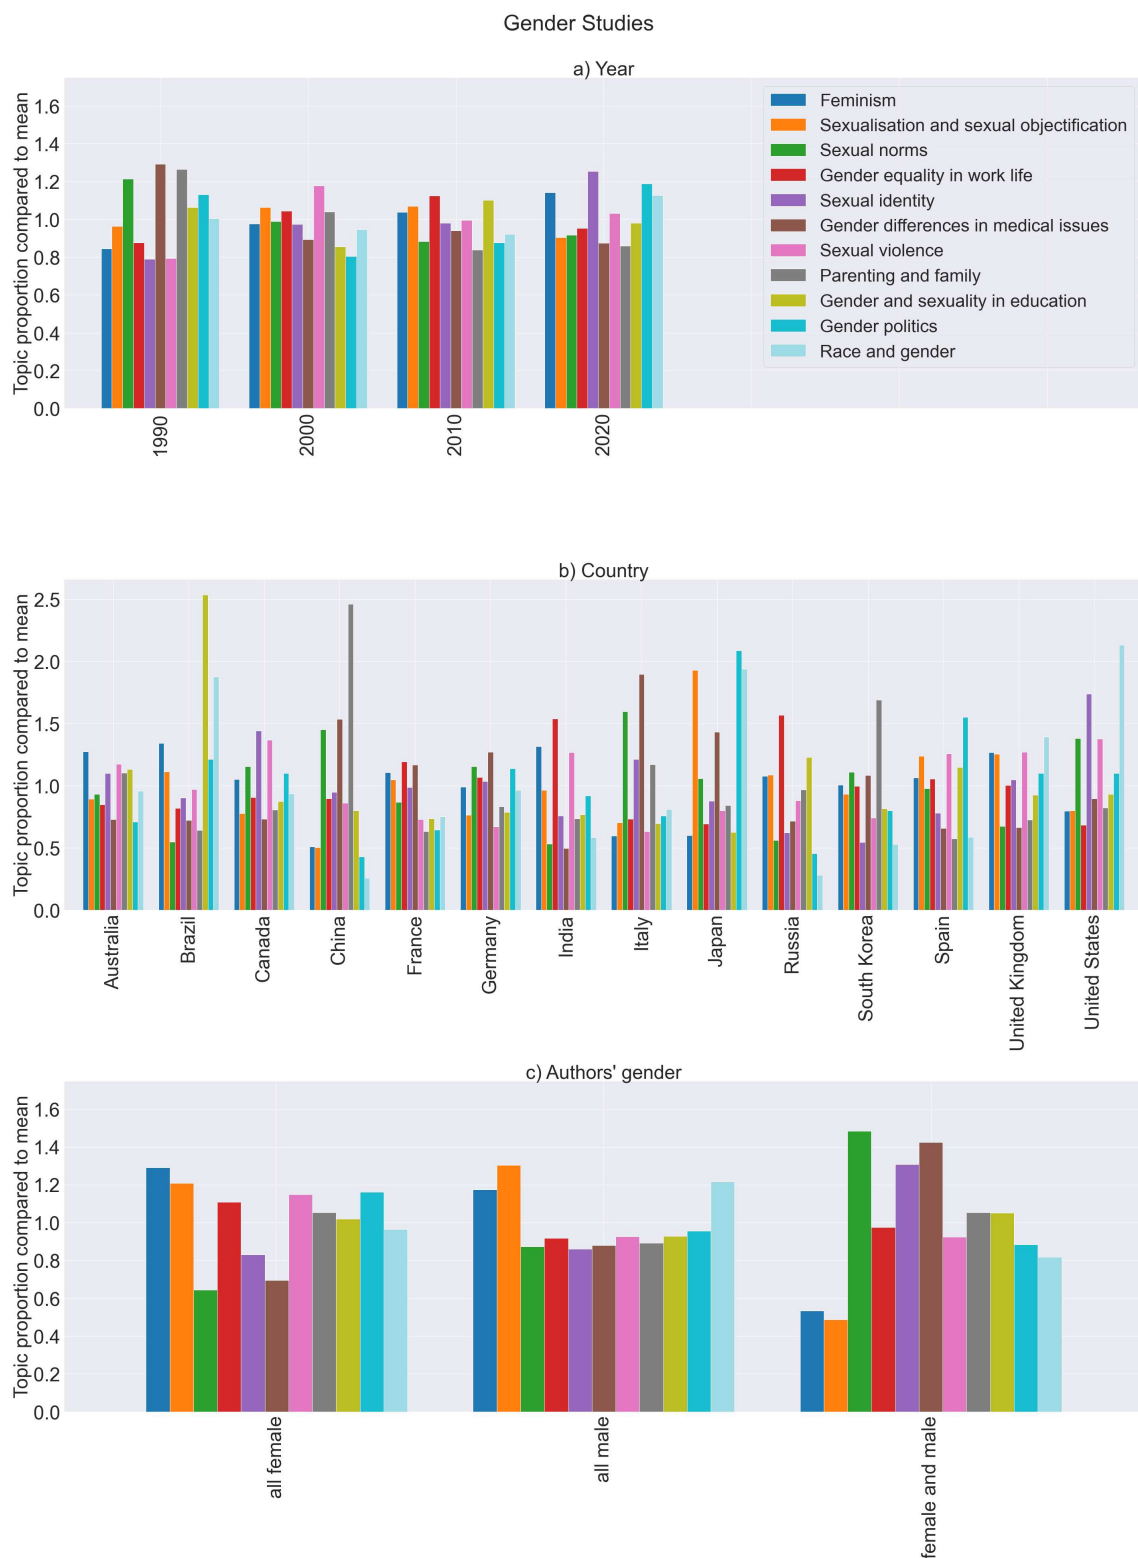 Gender Studies
a) Year
Topic proportion compared to mean
1.6
1.4
1.2
1.0
0.8
0.6
0.4
0.2
0.0
Feminism
Sexualisation and sexual objectification
Sexual norms
Gender equality in work life
Sexual identity
Gender differences in medical issues
Sexual violence
Parenting and family
Gender and sexuality in education
Gender politics
Race and gender
1990
2000
2010
2020
b) Country
Topic proportion compared to mean
2.5
2.0
1.5
1.0
0.5
0.0
Australia
Brazil
Canada
China
France
Germany
India
Italy
Japan
Russia
South Korea
Spain
United Kingdom
United States
c) Authors' gender
Topic proportion compared to mean
1.6
1.4
1.2
1.0
0.8
0.6
0.4
0.2
0.0
all female
all male
female and male